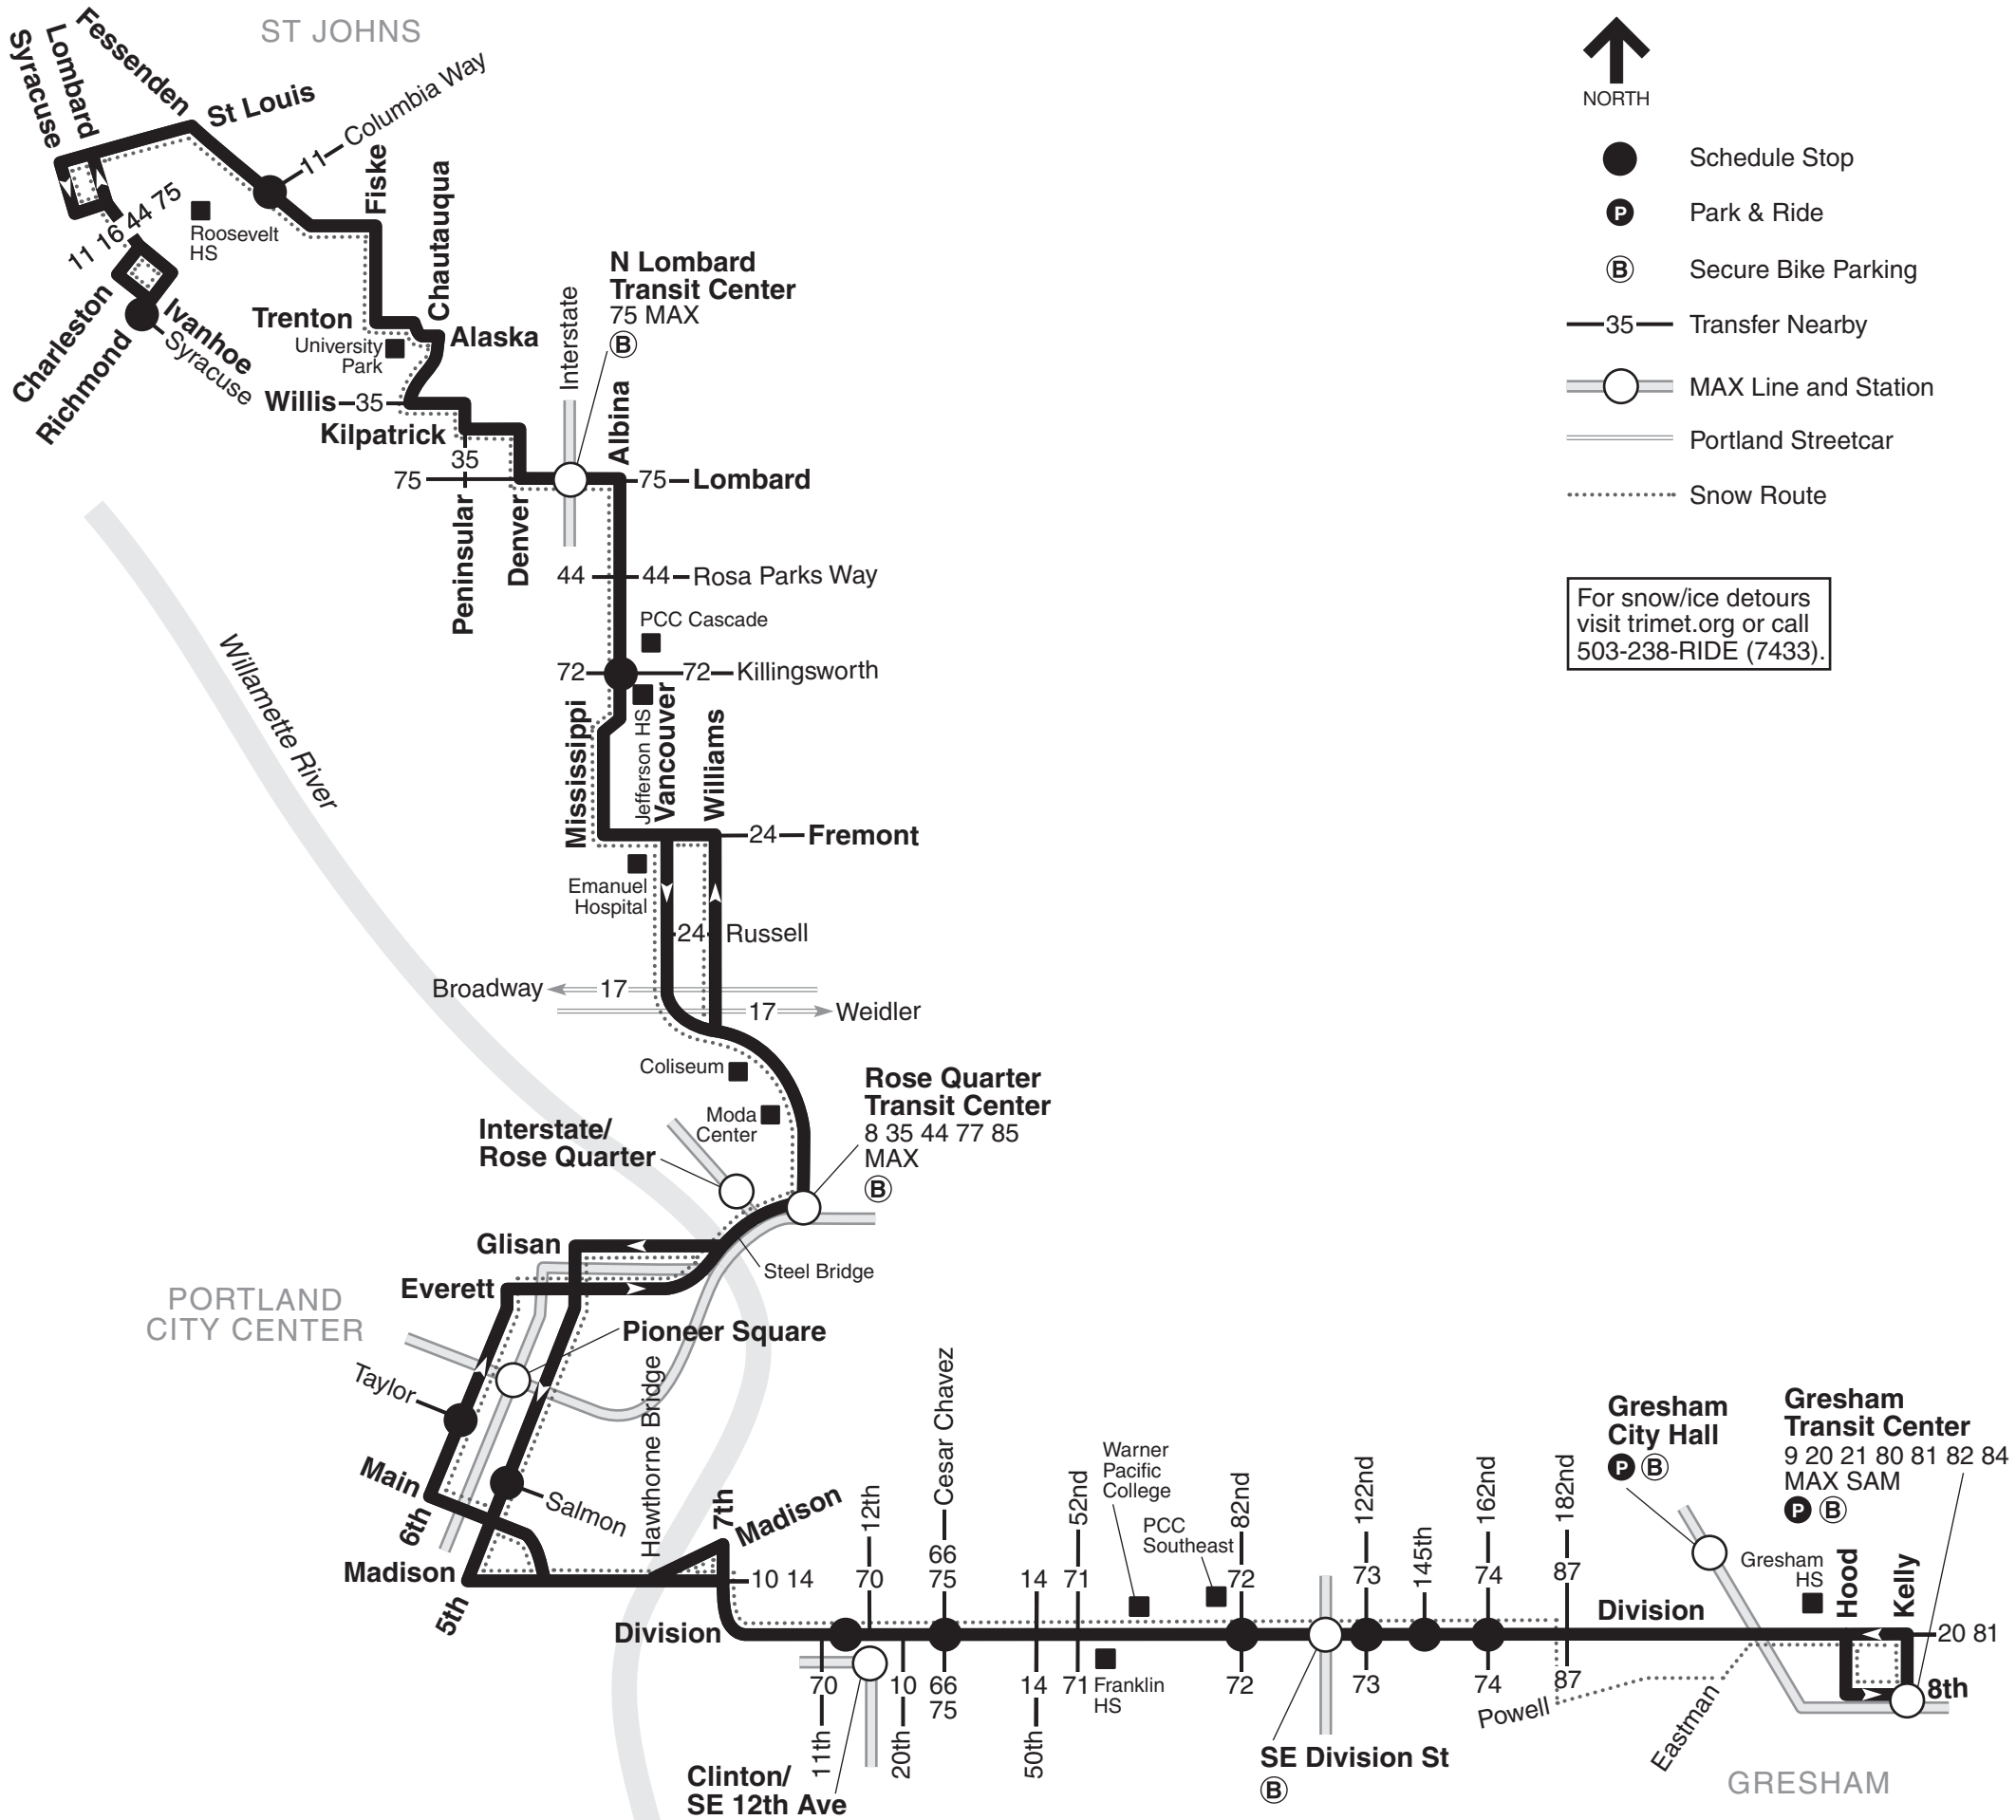 ST JOHNS
Syracuse
Lombard
Fessenden
St Louis
11
Columbia Way
Fiske
Chautauqua
11 16 44 75
Roosevelt
HS
Charleston
Richmond
Ivanhoe
Syracuse
Trenton
University
Park
Alaska
Willis
35
Kilpatrick
35
75
Peninsular
Denver
Interstate
N Lombard
Transit Center
75 MAX
B
Albina
75
Lombard
44
44
Rosa Parks Way
PCC Cascade
72
72
Killingsworth
Mississippi
Jefferson HS
Vancouver
Williams
24
Fremont
Emanuel
Hospital
24
Russell
Broadway
17
17
Weidler
Willamette River
Coliseum
Moda
Center
Rose Quarter
Transit Center
8 35 44 77 85
MAX
B
Interstate/
Rose Quarter
Glisan
Everett
Steel Bridge
PORTLAND
CITY CENTER
Pioneer Square
Taylor
Main
6th
Salmon
Madison
5th
Hawthorne Bridge
7th
Madison
10 14
Division
12th
70
70
11th
10
20th
Clinton/
SE 12th Ave
Cesar Chavez
66
75
66
75
14
14
50th
52nd
71
71
Warner
Pacific
College
Franklin
HS
PCC
Southeast
82nd
72
72
SE Division St
B
122nd
73
73
145th
162nd
74
74
182nd
87
87
Division
Powell
Eastman
Gresham
City Hall
P B
Gresham
Transit Center
9 20 21 80 81 82 84
MAX SAM
P B
Gresham
HS
Hood
Kelly
20 81
8th
GRESHAM
NORTH
Schedule Stop
P
Park & Ride
B
Secure Bike Parking
35
Transfer Nearby
MAX Line and Station
Portland Streetcar
Snow Route
For snow/ice detours
visit trimet.org or call
503-238-RIDE (7433).